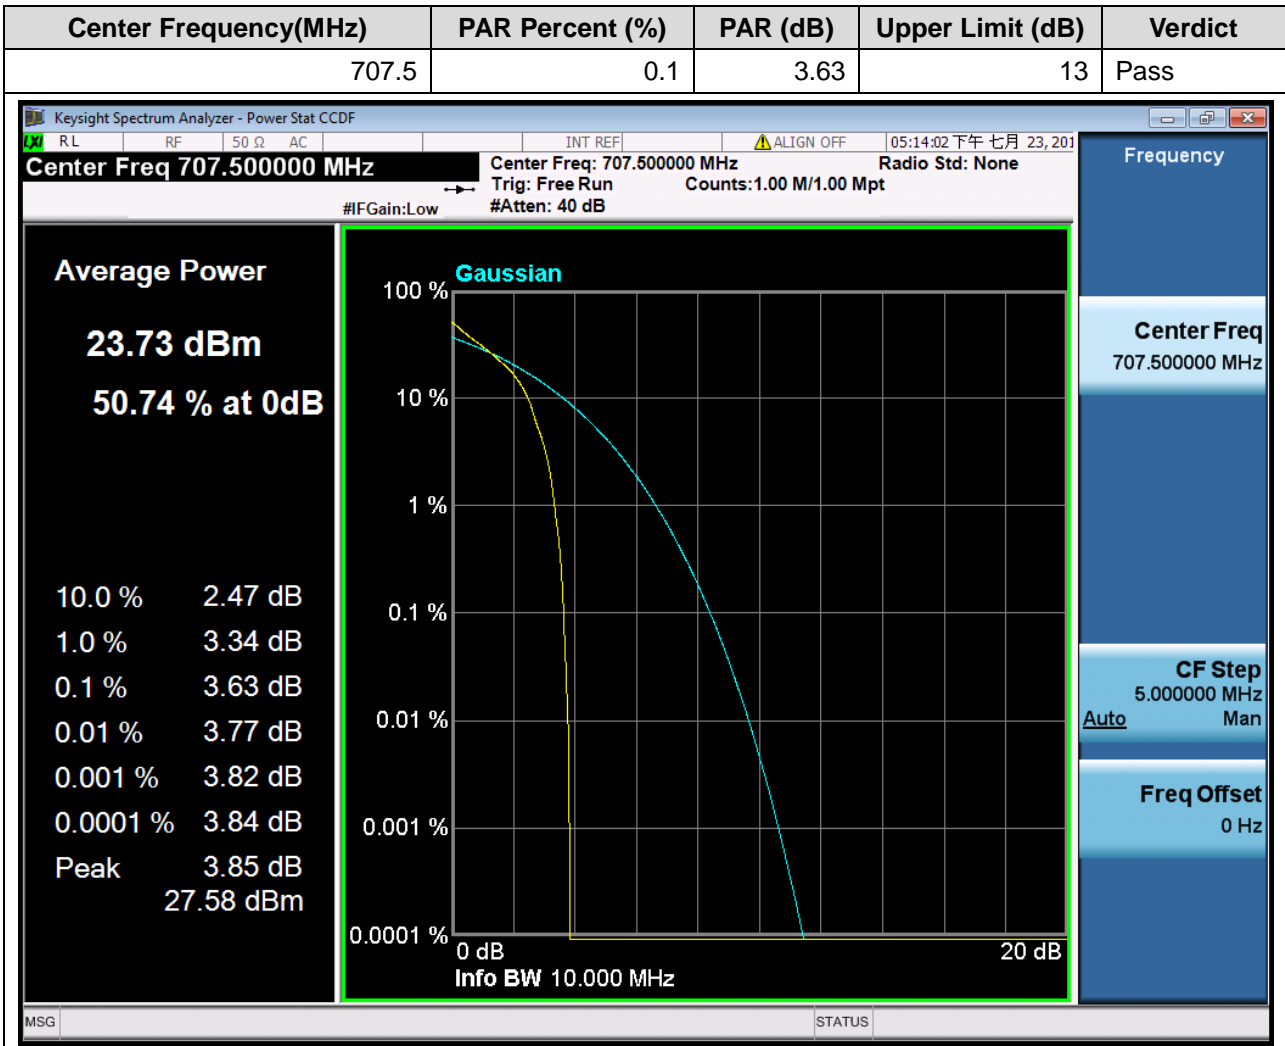 Center Frequency(MHz) PAR Percent (%) PAR (dB) Upper Limit (dB) Verdict
707.5 0.1 3.63 13 Pass
Keysight Spectrum Analyzer - Power Stat CCDF
LXI RL RF 50 Ω AC INT REF ALIGN OFF 05:14:02 下午 七月 23, 201
Center Freq 707.500000 MHz
Center Freq: 707.500000 MHz Radio Std: None
Trig: Free Run Counts:1.00 M/1.00 Mpt
#IFGain:Low #Atten: 40 dB
Frequency
Average Power
23.73 dBm
50.74 % at 0dB
10.0 % 2.47 dB
1.0 % 3.34 dB
0.1 % 3.63 dB
0.01 % 3.77 dB
0.001 % 3.82 dB
0.0001 % 3.84 dB
Peak 3.85 dB
27.58 dBm
Gaussian
100 %
10 %
1 %
0.1 %
0.01 %
0.001 %
0.0001 %
0 dB 20 dB
Info BW 10.000 MHz
Center Freq
707.500000 MHz
CF Step
5.000000 MHz
Auto Man
Freq Offset
0 Hz
MSG STATUS